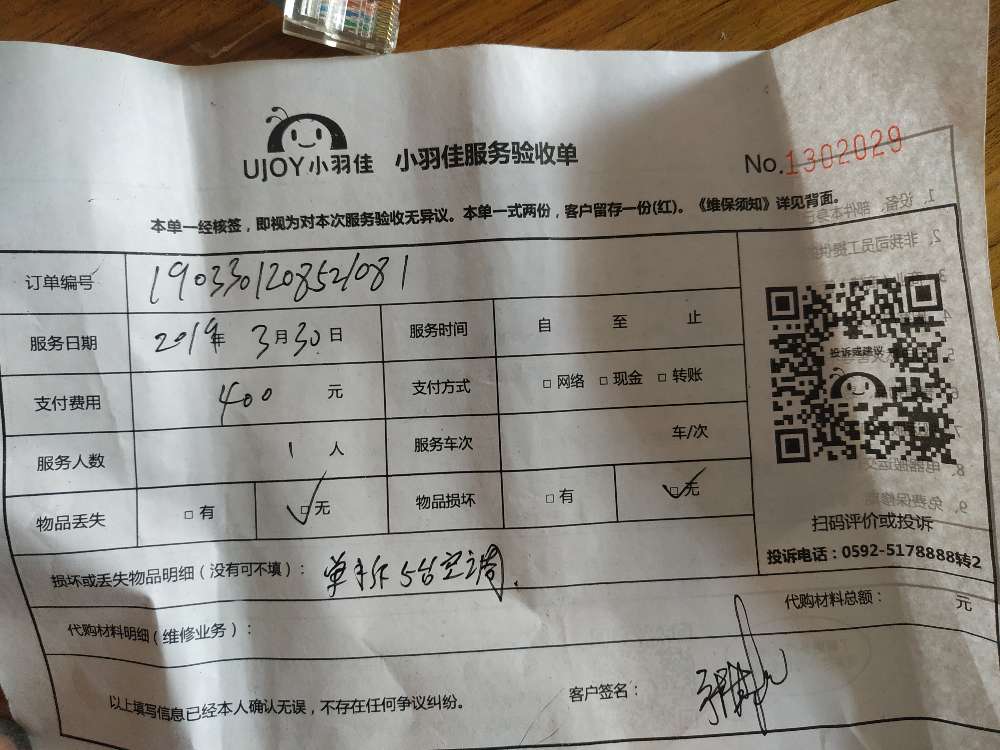 UJOY小羽佳 小羽佳服务验收单
No.1302029
本单一经核签，即视为对本次服务验收无异议。本单一式两份，客户留存一份(红)。《维保须知》详见背面。
订单编号 1903301208521081
服务日期 2019年 3月30日 服务时间 自 至 止
支付费用 400 元 支付方式 □网络 □现金 □转账
服务人数 1 人 服务车次 车/次
物品丢失 □有 ☑无 物品损坏 □有 ☑无
投诉或建议
扫码评价或投诉
投诉电话：0592-5178888转2
损坏或丢失物品明细（没有可不填）：单拆5台空调.
代购材料明细（维修业务）：
代购材料总额： 元
以上填写信息已经本人确认无误，不存在任何争议纠纷。 客户签名：